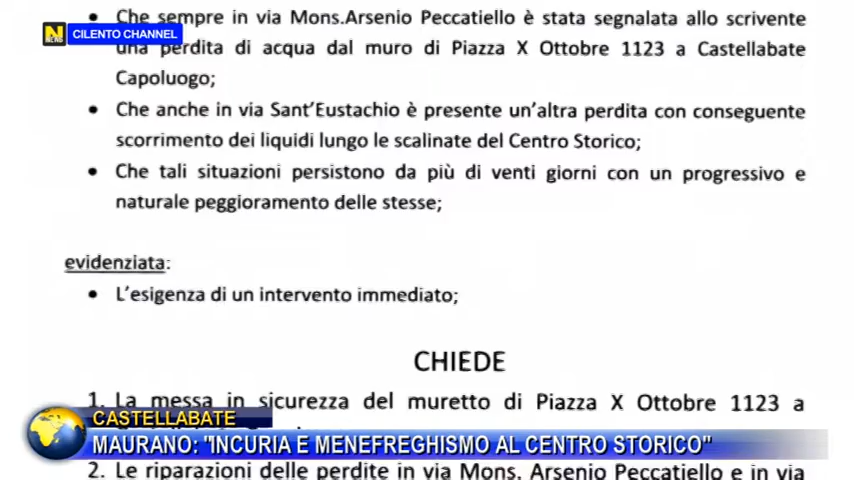 • Che sempre in via Mons.Arsenio Peccatiello è stata segnalata allo scrivente
CILENTO CHANNEL
una perdita di acqua dal muro di Piazza X Ottobre 1123 a Castellabate
Capoluogo;
• Che anche in via Sant'Eustachio è presente un'altra perdita con conseguente
scorrimento dei liquidi lungo le scalinate del Centro Storico;
• Che tali situazioni persistono da più di venti giorni con un progressivo e
naturale peggioramento delle stesse;
evidenziata:
• L'esigenza di un intervento immediato;
CHIEDE
1. La messa in sicurezza del muretto di Piazza X Ottobre 1123 a
CASTELLABATE
MAURANO: "INCURIA E MENEFREGHISMO AL CENTRO STORICO"
2. Le riparazioni delle perdite in via Mons. Arsenio Peccatiello e in via